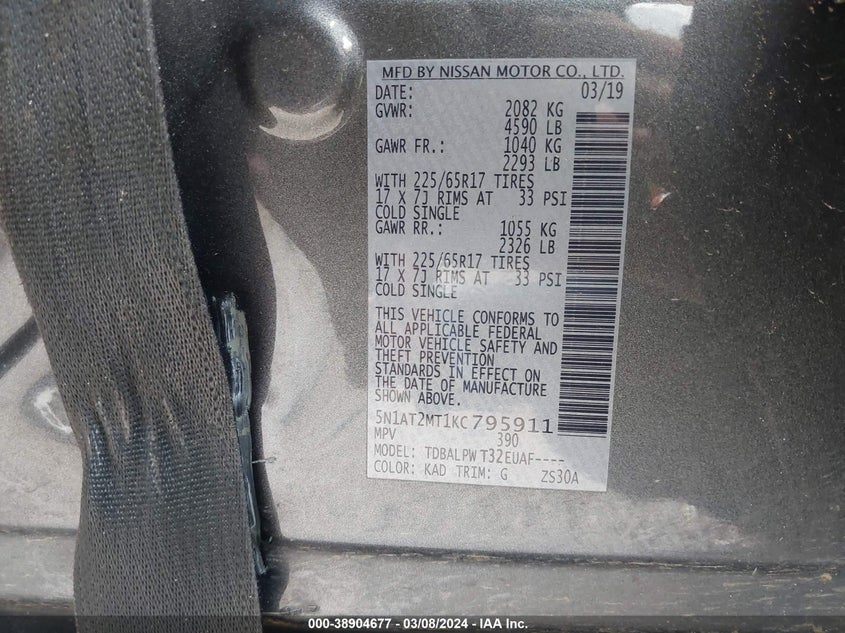 MFD BY NISSAN MOTOR CO., LTD.
DATE: 03/19
GVWR: 2082 KG
4590 LB
GAWR FR.: 1040 KG
2293 LB
WITH 225/65R17 TIRES
17 X 7J RIMS AT 33 PSI
COLD SINGLE
GAWR RR.: 1055 KG
2326 LB
WITH 225/65R17 TIRES
17 X 7J RIMS AT 33 PSI
COLD SINGLE
THIS VEHICLE CONFORMS TO
ALL APPLICABLE FEDERAL
MOTOR VEHICLE SAFETY AND
THEFT PREVENTION
STANDARDS IN EFFECT ON
THE DATE OF MANUFACTURE
SHOWN ABOVE.
5N1AT2MT1KC795911
MPV 390
MODEL: TDBALPW T32EUAF----
COLOR: KAD TRIM: G ZS30A
000-38904677 - 03/08/2024 - IAA Inc.